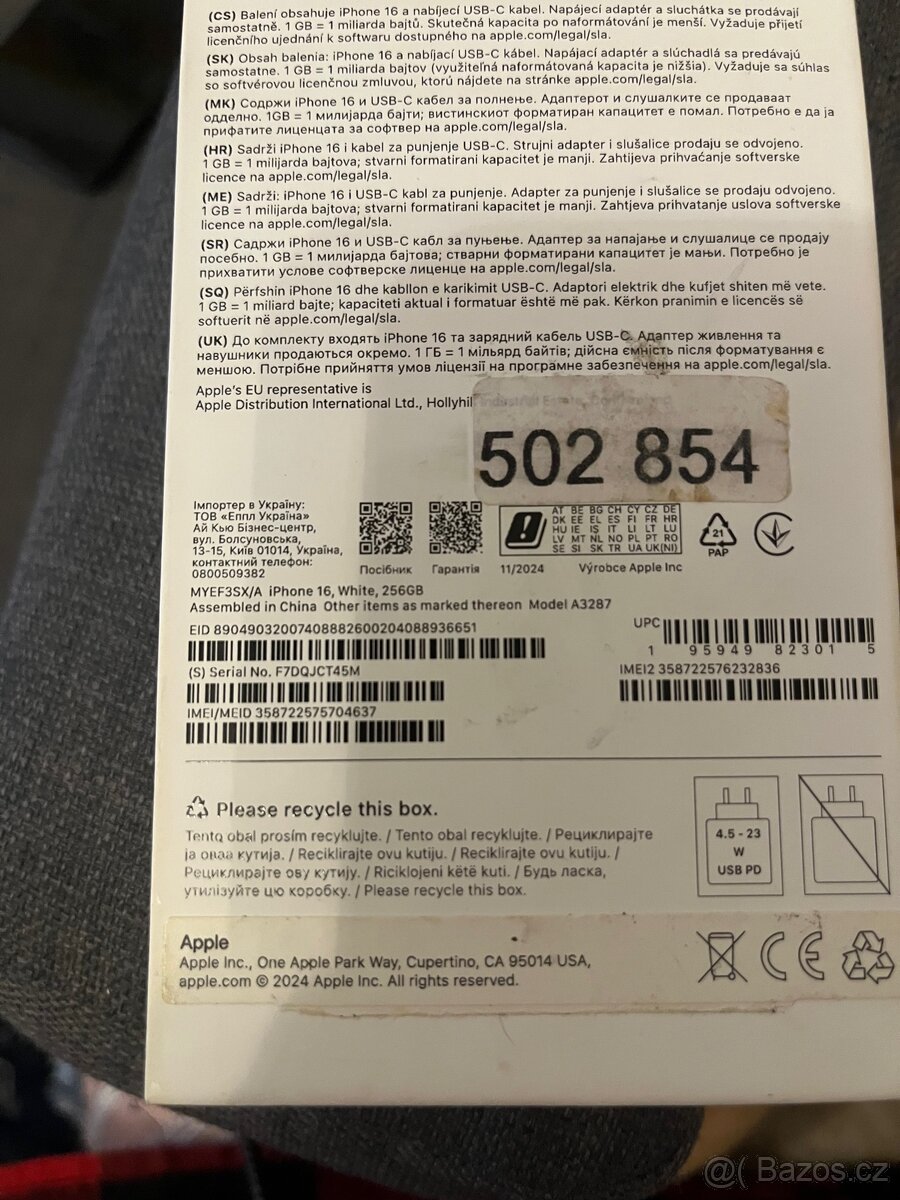 (CS) Balení obsahuje iPhone 16 a nabíjecí USB-C kabel. Napájecí adaptér a sluchátka se prodávají
samostatně. 1 GB = 1 miliarda bajtů. Skutečná kapacita po naformátování je menší. Vyžaduje přijetí
licenčního ujednání k softwaru dostupného na apple.com/legal/sla.
(SK) Obsah balenia: iPhone 16 a nabíjací USB-C kábel. Napájací adaptér a slúchadlá sa predávajú
samostatne. 1 GB = 1 miliarda bajtov (využiteľná naformátovaná kapacita je nižšia). Vyžaduje sa súhlas
so softvérovou licenčnou zmluvou, ktorú nájdete na stránke apple.com/legal/sla.
(MK) Содржи iPhone 16 и USB-C кабел за полнење. Адаптерот и слушалките се продаваат
одделно. 1GB = 1 милијарда бајти; вистинскиот форматиран капацитет е помал. Потребно е да ја
прифатите лиценцата за софтвер на apple.com/legal/sla.
(HR) Sadrži iPhone 16 i kabel za punjenje USB-C. Strujni adapter i slušalice prodaju se odvojeno.
1 GB = 1 milijarda bajtova; stvarni formatirani kapacitet je manji. Zahtijeva prihvaćanje softverske
licence na apple.com/legal/sla.
(ME) Sadrži: iPhone 16 i USB-C kabl za punjenje. Adapter za punjenje i slušalice se prodaju odvojeno.
1 GB = 1 milijarda bajtova; stvarni formatirani kapacitet je manji. Zahtjeva prihvatanje uslova softverske
licence na apple.com/legal/sla.
(SR) Садржи iPhone 16 и USB-C кабл за пуњење. Адаптер за напајање и слушалице се продају
посебно. 1 GB = 1 милијарда бајтова; стварни форматирани капацитет је мањи. Потребно је
прихватити услове софтверске лиценце на apple.com/legal/sla.
(SQ) Përfshin iPhone 16 dhe kabllon e karikimit USB-C. Adaptori elektrik dhe kufjet shiten më vete.
1 GB = 1 miliard bajte; kapaciteti aktual i formatuar është më pak. Kërkon pranimin e licencës së
softuerit në apple.com/legal/sla.
(UK) До комплекту входять iPhone 16 та зарядний кабель USB-C. Адаптер живлення та
навушники продаються окремо. 1 ГБ = 1 мільярд байтів; дійсна ємність після форматування є
меншою. Потрібне прийняття умов ліцензії на програмне забезпечення на apple.com/legal/sla.
Apple's EU representative is
Apple Distribution International Ltd., Hollyhil
502 854
Імпортер в Україну:
ТОВ «Еппл Україна»
Ай Кью Бізнес-центр,
вул. Болсуновська,
13-15, Київ 01014, Україна,
контактний телефон:
0800509382
Посібник
Гарантія
AT BE BG CH CY CZ DE
DK EE EL ES FI FR HR
HU IE IS IT LI LT LU
LV MT NL NO PL PT RO
SE SI SK TR UA UK(NI)
11/2024
Výrobce Apple Inc
21
PAP
MYEF3SX/A iPhone 16, White, 256GB
Assembled in China Other items as marked thereon Model A3287
EID 89049032007408882600204088936651
UPC
1 95949 82301 5
(S) Serial No. F7DQJCT45M
IMEI2 358722576232836
IMEI/MEID 358722575704637
Please recycle this box.
Tento obal prosím recyklujte. / Tento obal recyklujte. / Рециклирајте
ја оваа кутија. / Reciklirajte ovu kutiju. / Reciklirajte ovu kutiju. /
Рециклирајте ову кутију. / Riciklojeni këtë kuti. / Будь ласка,
утилізуйте цю коробку. / Please recycle this box.
4.5 - 23
W
USB PD
Apple
Apple Inc., One Apple Park Way, Cupertino, CA 95014 USA,
apple.com © 2024 Apple Inc. All rights reserved.
CE
@( Bazos.cz